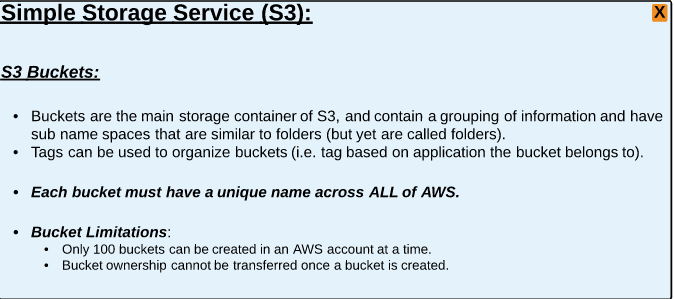 Simple Storage Service (S3):
X
S3 Buckets:
• Buckets are the main storage container of S3, and contain a grouping of information and have
sub name spaces that are similar to folders (but yet are called folders).
• Tags can be used to organize buckets (i.e. tag based on application the bucket belongs to).
• Each bucket must have a unique name across ALL of AWS.
• Bucket Limitations:
• Only 100 buckets can be created in an AWS account at a time.
• Bucket ownership cannot be transferred once a bucket is created.